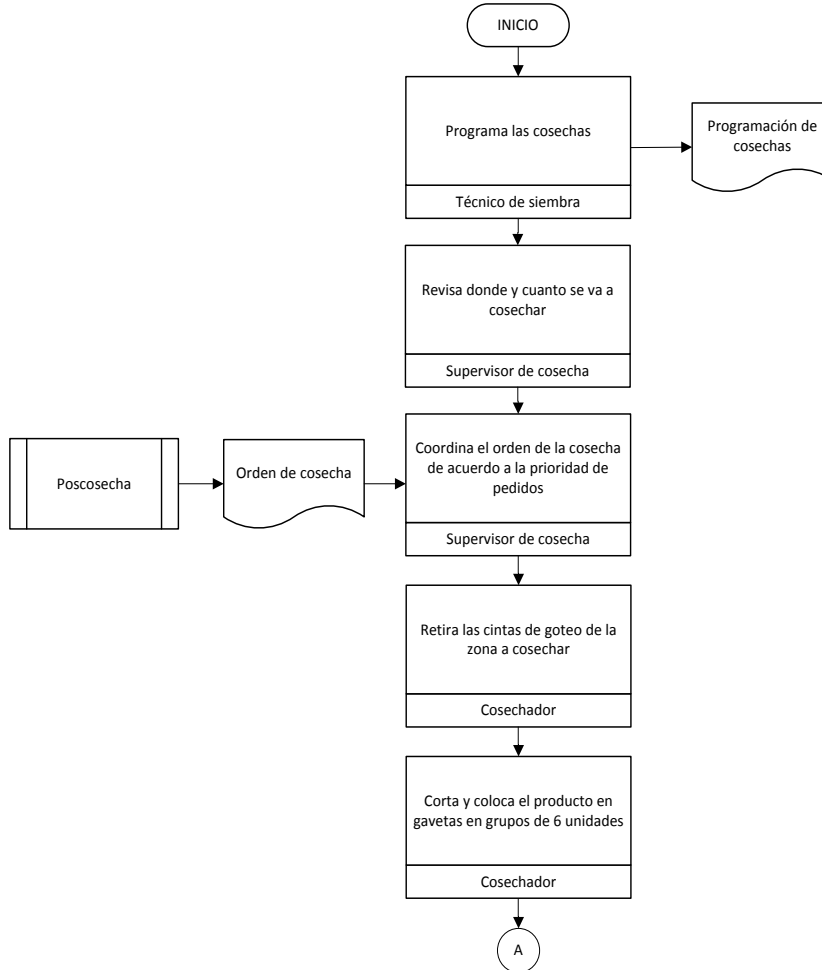 INICIO
Programa las cosechas
Técnico de siembra
Programación de
cosechas
Revisa donde y cuanto se va a
cosechar
Supervisor de cosecha
Poscosecha
Orden de cosecha
Coordina el orden de la cosecha
de acuerdo a la prioridad de
pedidos
Supervisor de cosecha
Retira las cintas de goteo de la
zona a cosechar
Cosechador
Corta y coloca el producto en
gavetas en grupos de 6 unidades
Cosechador
A